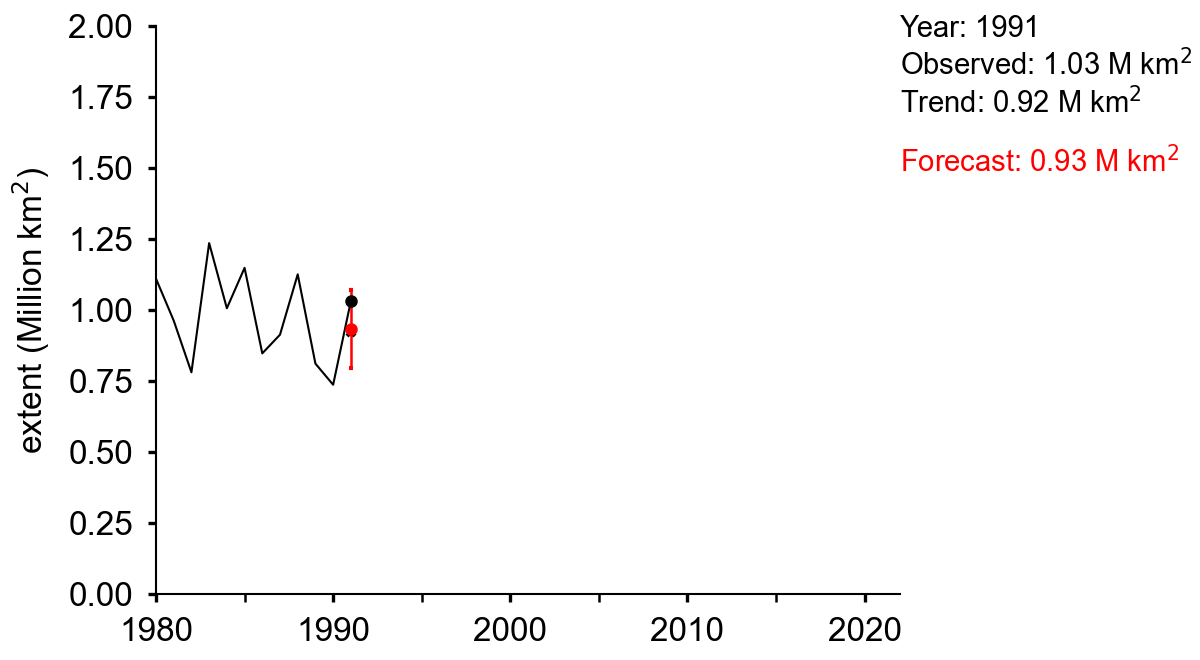 2.00
1.75
1.50
1.25
1.00
0.75
0.50
0.25
0.00
extent (Million km²)
1980
1990
2000
2010
2020
Year: 1991
Observed: 1.03 M km²
Trend: 0.92 M km²
Forecast: 0.93 M km²